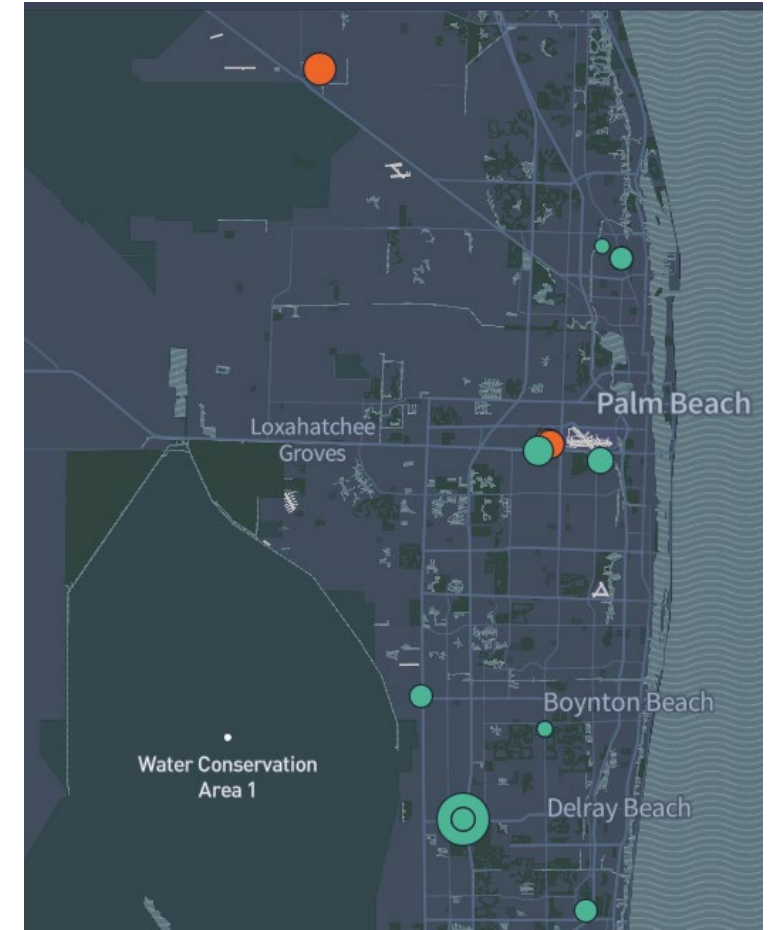 Palm Beach
Loxahatchee
Groves
Boynton Beach
Water Conservation
Area 1
Delray Beach